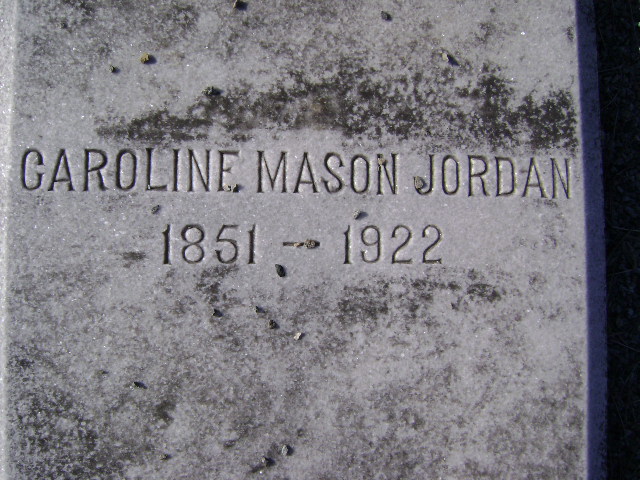 CAROLINE MASON JORDAN
1851 - 1922